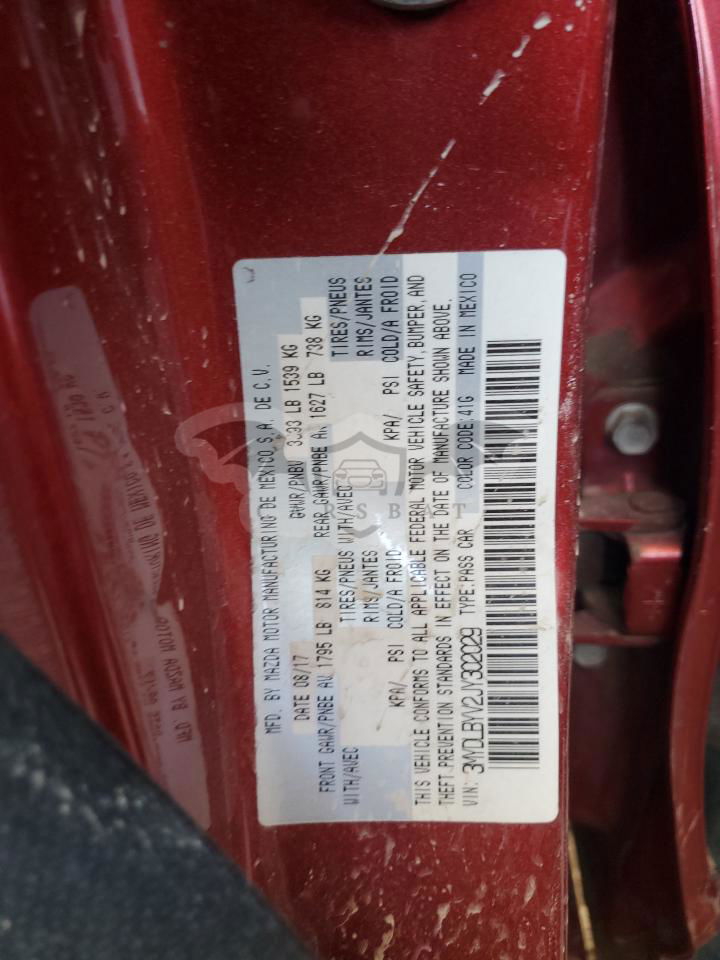 MFD. BY MAZDA MOTOR MANUFACTURING DE MEXICO S.A. DE C.V.
DATE 08/17 GVWR/PNBV 3393 LB 1539 KG
FRONT GAWR/PNBE AV 1795 LB 814 KG REAR GAWR/PNBE AR 1627 LB 738 KG
WITH/AVEC TIRES/PNEUS WITH/AVEC TIRES/PNEUS
RIMS/JANTES RIMS/JANTES
KPA/ PSI COLD/A FROID KPA/ PSI COLD/A FROID
THIS VEHICLE CONFORMS TO ALL APPLICABLE FEDERAL MOTOR VEHICLE SAFETY, BUMPER, AND
THEFT PREVENTION STANDARDS IN EFFECT ON THE DATE OF MANUFACTURE SHOWN ABOVE.
VIN: 3MYDLBYV2JY302029 TYPE:PASS CAR COLOR CODE:41G MADE IN MEXICO